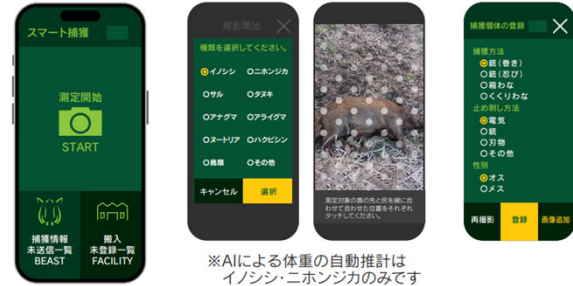 スマート捕獲
測定開始
START
捕獲情報
未送信一覧
BEAST
搬入
未登録一覧
FACILITY
撮影開始
種類を選択してください。
イノシシ
ニホンジカ
サル
タヌキ
アナグマ
アライグマ
ヌートリア
ハクビシン
鳥類
その他
キャンセル
選択
測定対象の鼻の先と尻を線に合
わせて合わせた位置をそれぞれ
タッチしてください。
※AIによる体重の自動推計は
イノシシ・ニホンジカのみです
捕獲個体の登録
捕獲方法
銃(巻き)
銃(忍び)
箱わな
くくりわな
止め刺し方法
電気
銃
刃物
その他
性別
オス
メス
再撮影
登録
画像追加